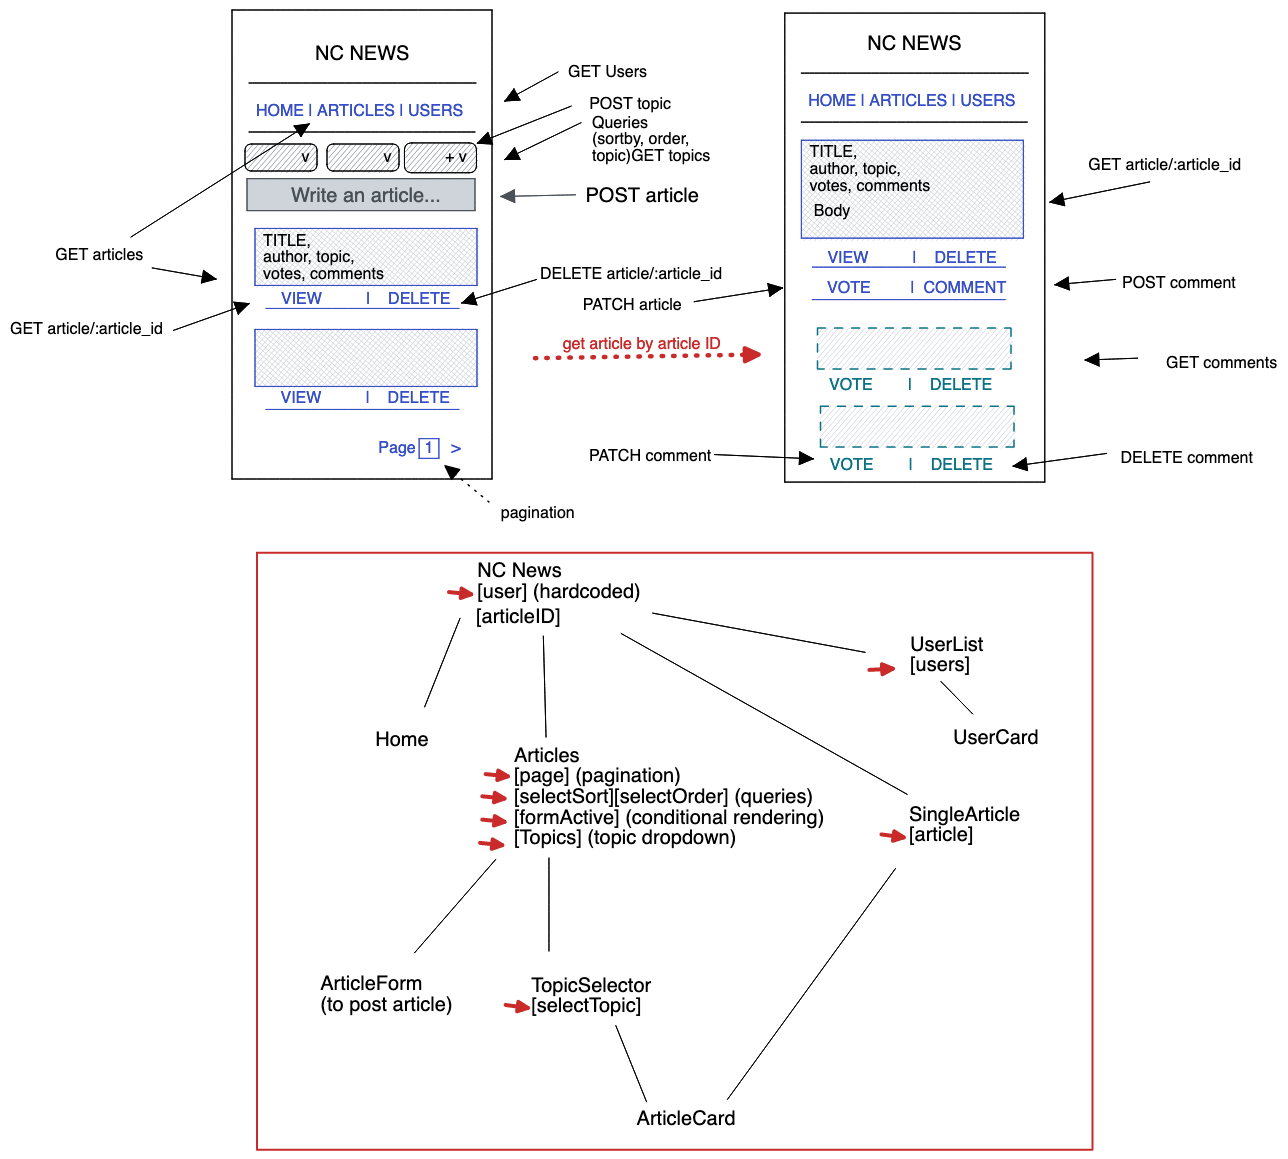 NC NEWS
HOME | ARTICLES | USERS
v
v
+ v
Write an article...
TITLE,
author, topic,
votes, comments
VIEW | DELETE
VIEW | DELETE
Page 1 >
GET Users
POST topic
Queries
(sortby, order,
topic)GET topics
POST article
GET articles
GET article/:article_id
DELETE article/:article_id
PATCH article
get article by article ID
pagination
NC NEWS
HOME | ARTICLES | USERS
TITLE,
author, topic,
votes, comments
Body
VIEW | DELETE
VOTE | COMMENT
VOTE | DELETE
VOTE | DELETE
GET article/:article_id
POST comment
GET comments
PATCH comment
DELETE comment
NC News
[user] (hardcoded)
[articleID]
UserList
[users]
UserCard
Home
Articles
[page] (pagination)
[selectSort][selectOrder] (queries)
[formActive] (conditional rendering)
[Topics] (topic dropdown)
SingleArticle
[article]
ArticleForm
(to post article)
TopicSelector
[selectTopic]
ArticleCard